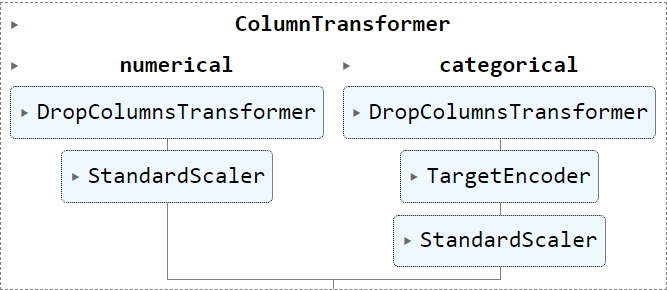 ColumnTransformer
numerical
categorical
DropColumnsTransformer
DropColumnsTransformer
StandardScaler
TargetEncoder
StandardScaler